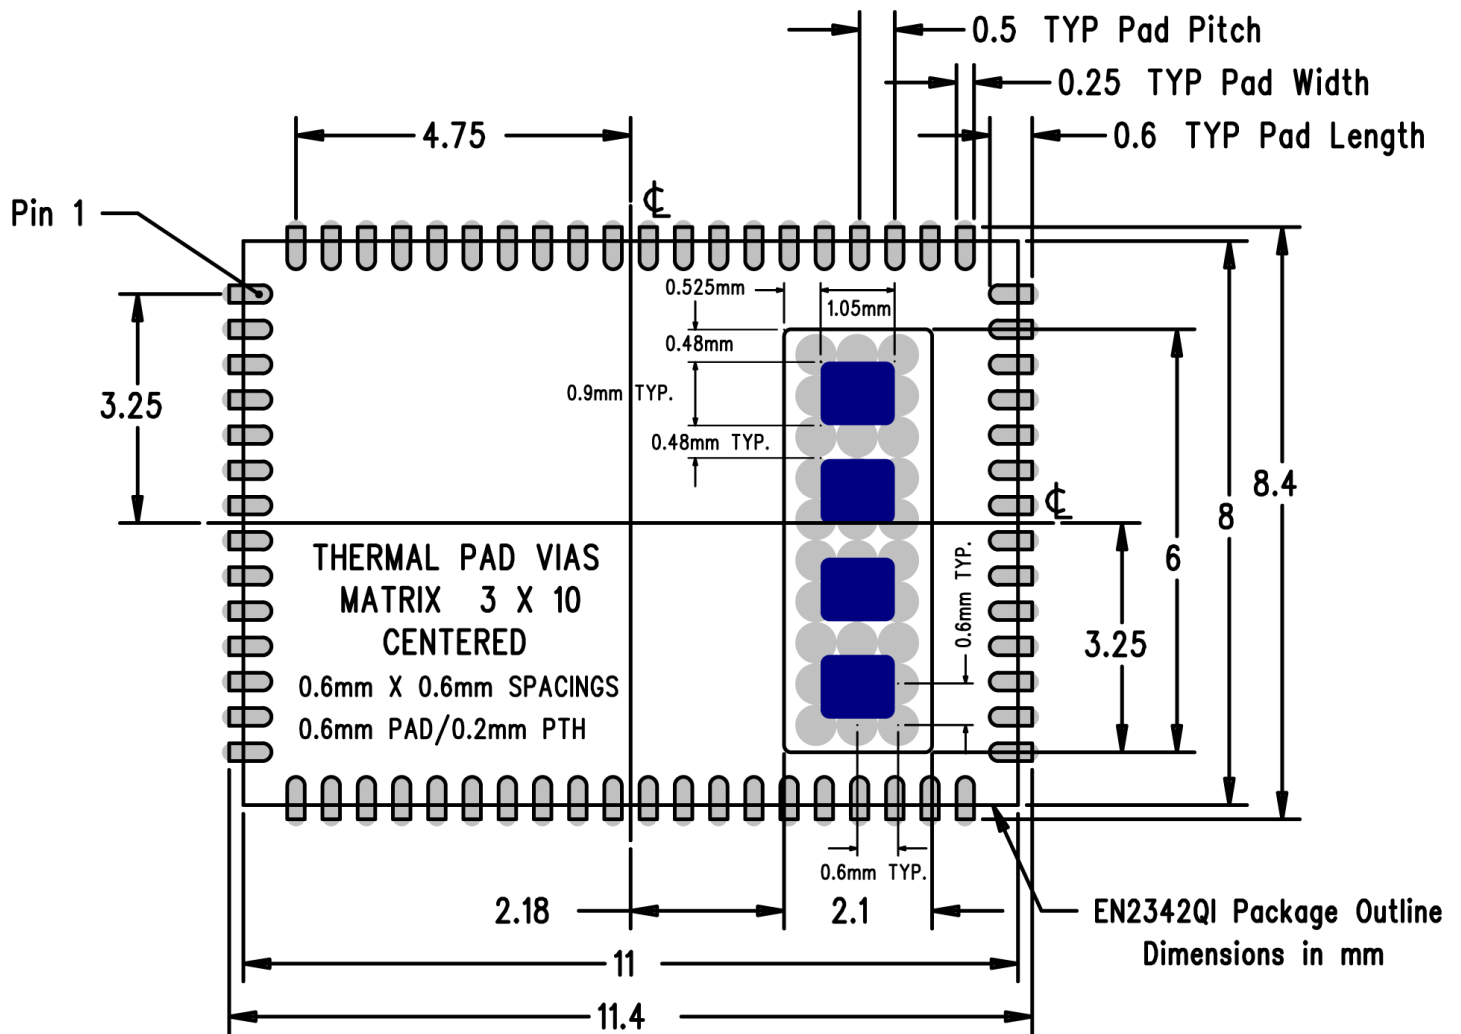 0.5 TYP Pad Pitch
0.25 TYP Pad Width
4.75
0.6 TYP Pad Length
℄
Pin 1
0.525mm
1.05mm
0.48mm
0.9mm TYP.
3.25
0.48mm TYP.
8.4
℄
8
THERMAL PAD VIAS
MATRIX 3 X 10
CENTERED
0.6mm X 0.6mm SPACINGS
0.6mm PAD/0.2mm PTH
0.6mm TYP.
6
3.25
0.6mm TYP.
2.18
2.1
EN2342QI Package Outline
Dimensions in mm
11
11.4